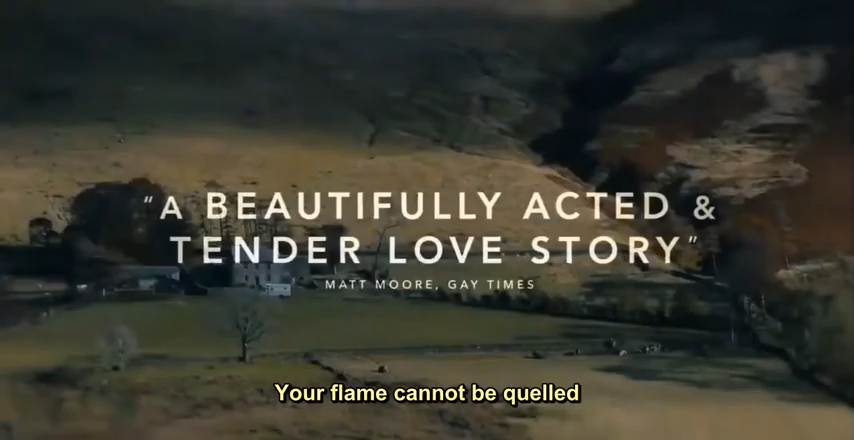 "A BEAUTIFULLY ACTED &
TENDER LOVE STORY"
MATT MOORE, GAY TIMES
Your flame cannot be quelled